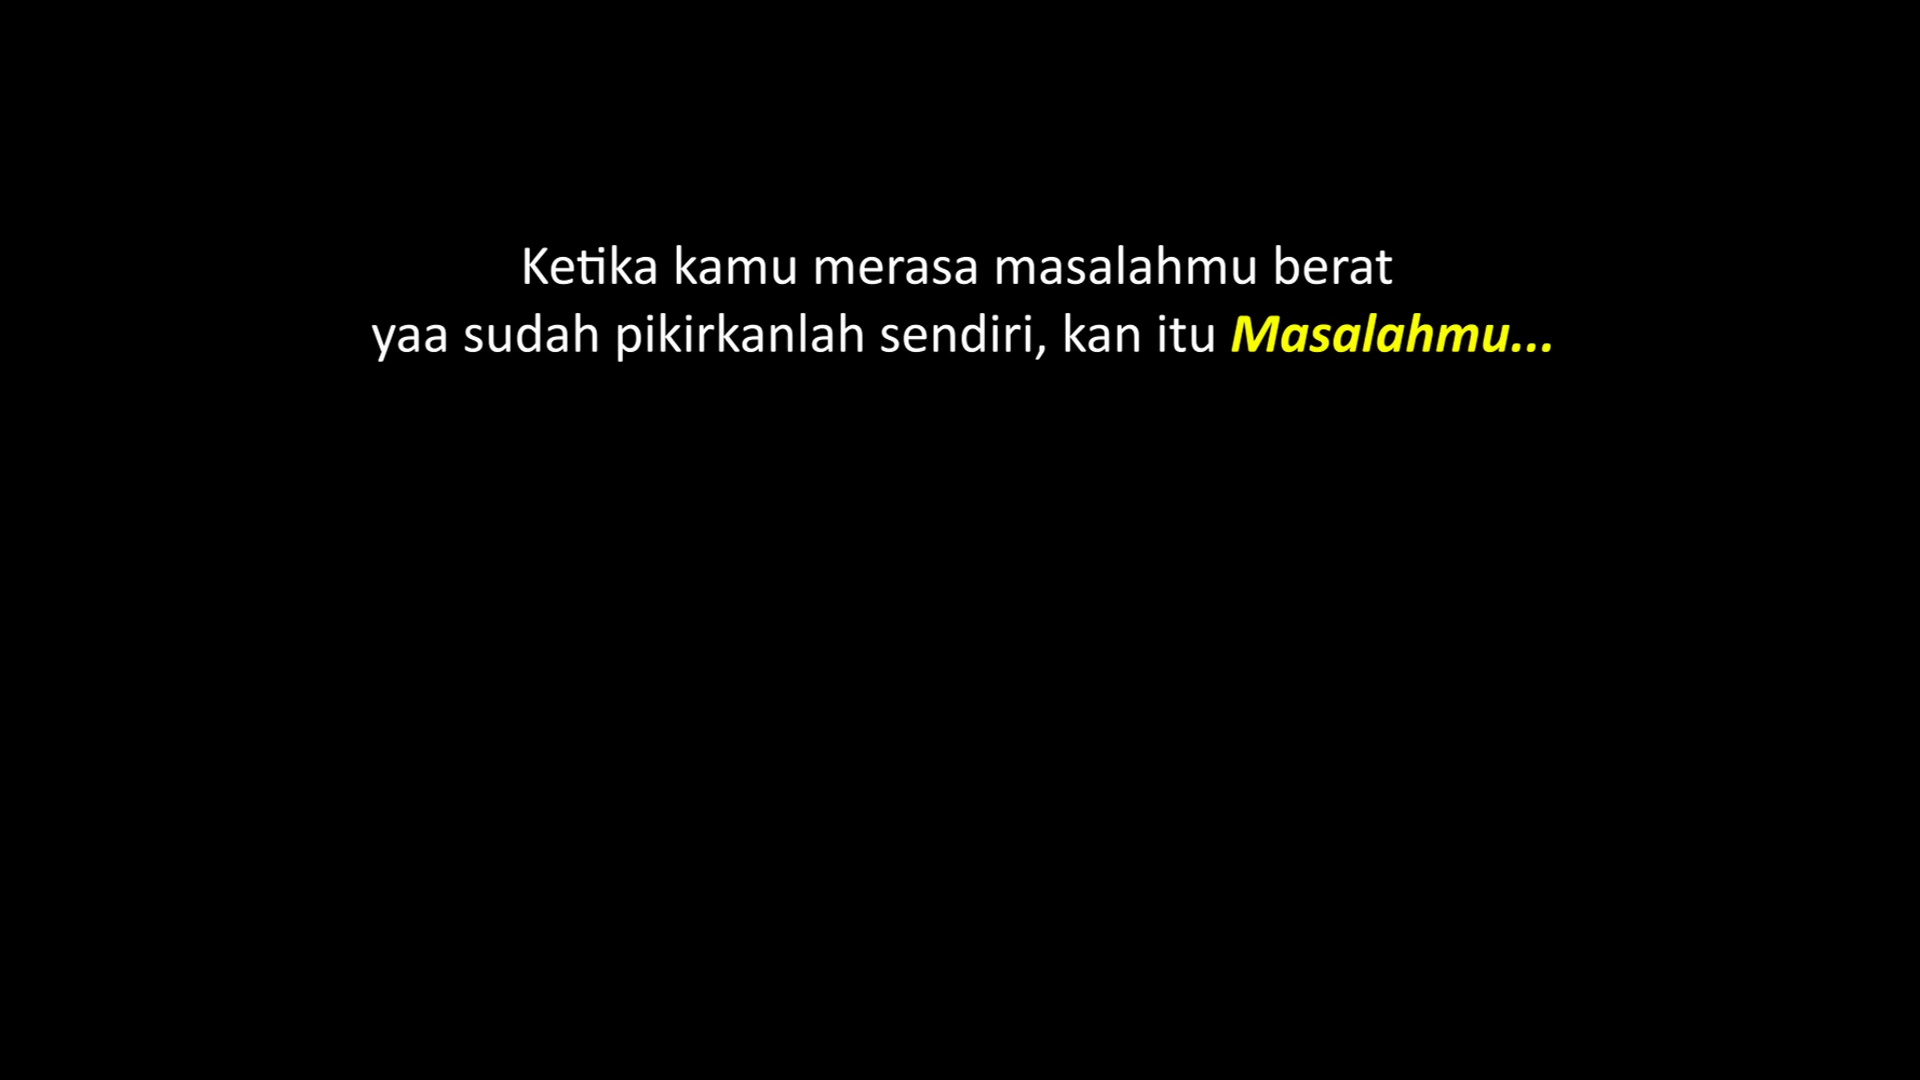 Ketika kamu merasa masalahmu berat
yaa sudah pikirkanlah sendiri, kan itu Masalahmu...